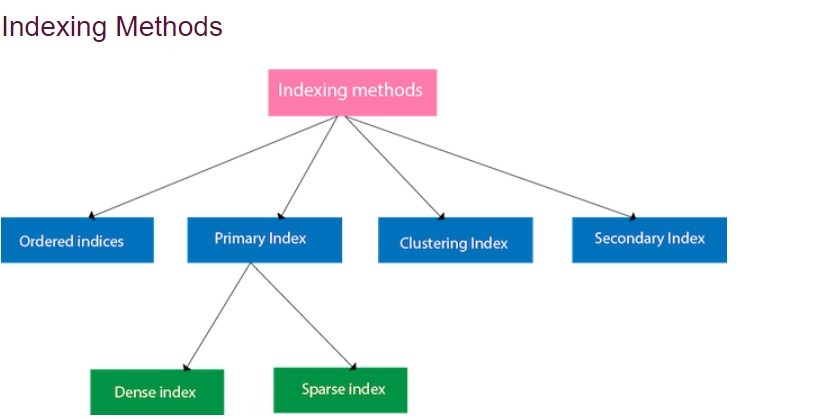 Indexing Methods
Indexing methods
Ordered indices
Primary Index
Clustering Index
Secondary Index
Dense index
Sparse index